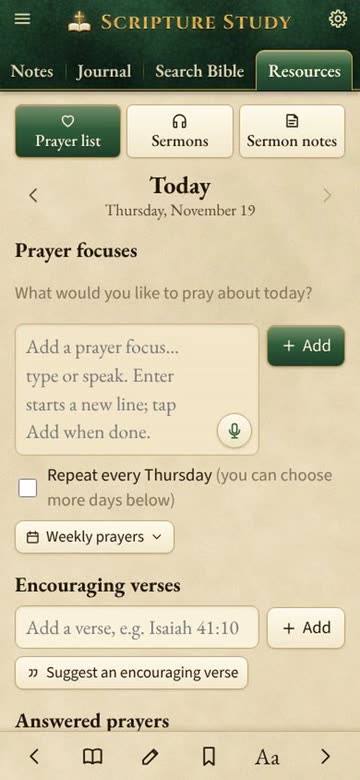 Scripture Study
Notes
Journal
Search Bible
Resources
Prayer list
Sermons
Sermon notes
Today
Thursday, November 19
Prayer focuses
What would you like to pray about today?
Add a prayer focus...
type or speak. Enter
starts a new line; tap
Add when done.
+ Add
Repeat every Thursday (you can choose
more days below)
Weekly prayers
Encouraging verses
Add a verse, e.g. Isaiah 41:10
+ Add
Suggest an encouraging verse
Answered prayers
Aa